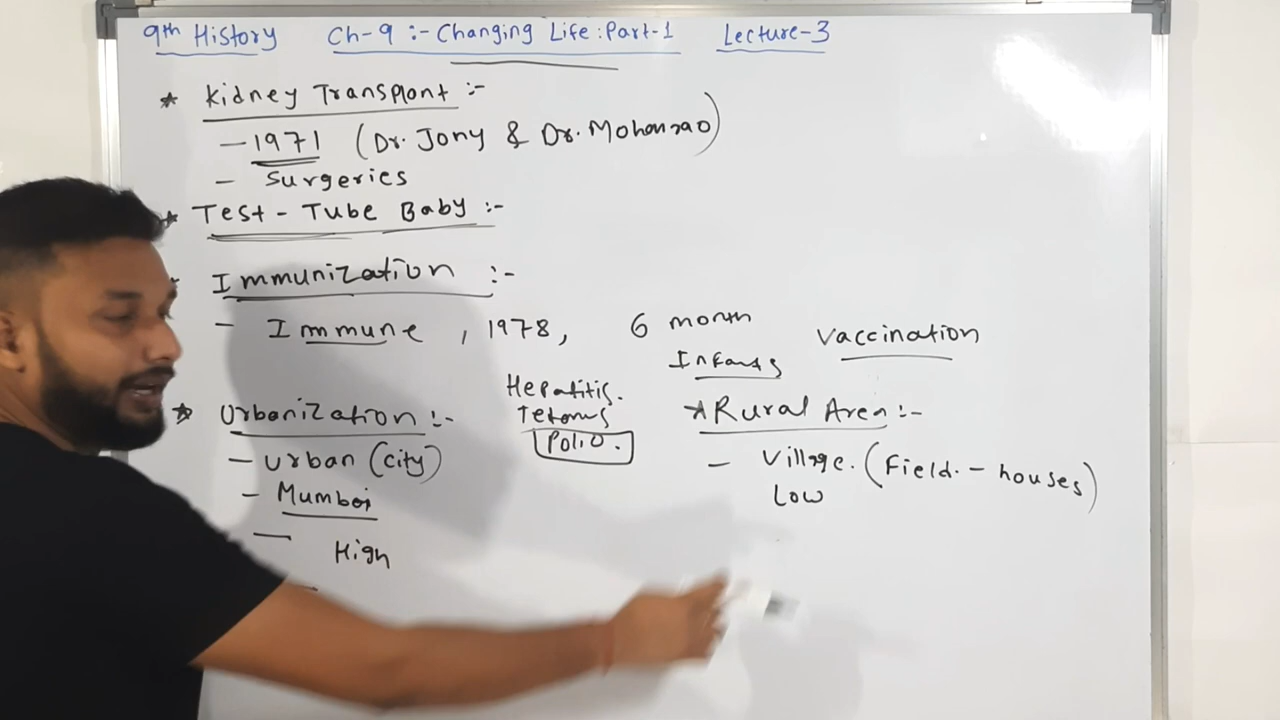 9th History Ch-9 :- Changing Life : Part-1 Lecture-3
* Kidney Transplant :-
- 1971 (Dr. Jony & Dr. Mohanrao)
- Surgeries
* Test - Tube Baby :-
Immunization :-
- Immune , 1978, 6 month
Infants
Vaccination
Hepatitis.
Tetanus
Polio.
* Urbanization :-
- Urban (City)
- Mumbai
- High
* Rural Area :-
- Village. (Field. - houses)
Low